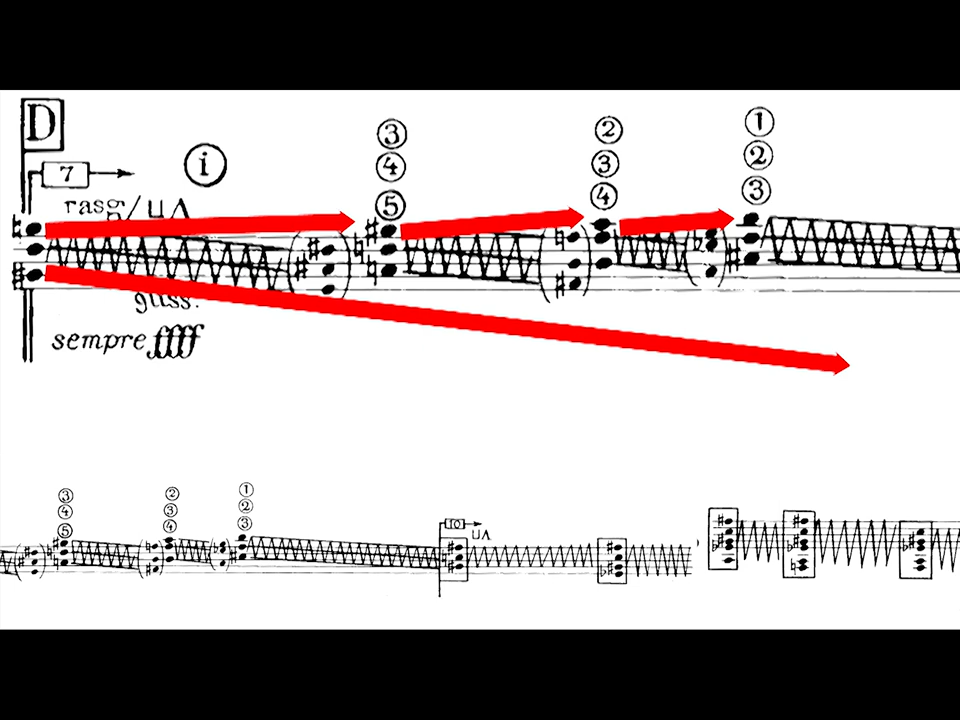 D
7 i
rasg/⊔Λ
gliss.
sempre ffff
③ ② ①
④ ③ ②
⑤ ④ ③
③ ② ①
④ ③ ②
⑤ ④ ③
10
⊔Λ